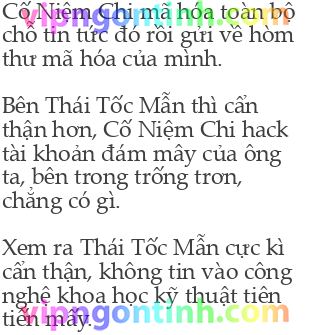 Cố Niệm Chi mã hóa toàn bộ
chỗ tin tức đó rồi gửi về hòm
thư mã hóa của mình.
Bên Thái Tốc Mẫn thì cẩn
thận hơn, Cố Niệm Chi hack
tài khoản đám mây của ông
ta, bên trong trống trơn,
chẳng có gì.
Xem ra Thái Tốc Mẫn cực kì
cẩn thận, không tin vào công
nghệ khoa học kỹ thuật tiên
tiến mấy.
vipngontinh.com
vipngontinh.com